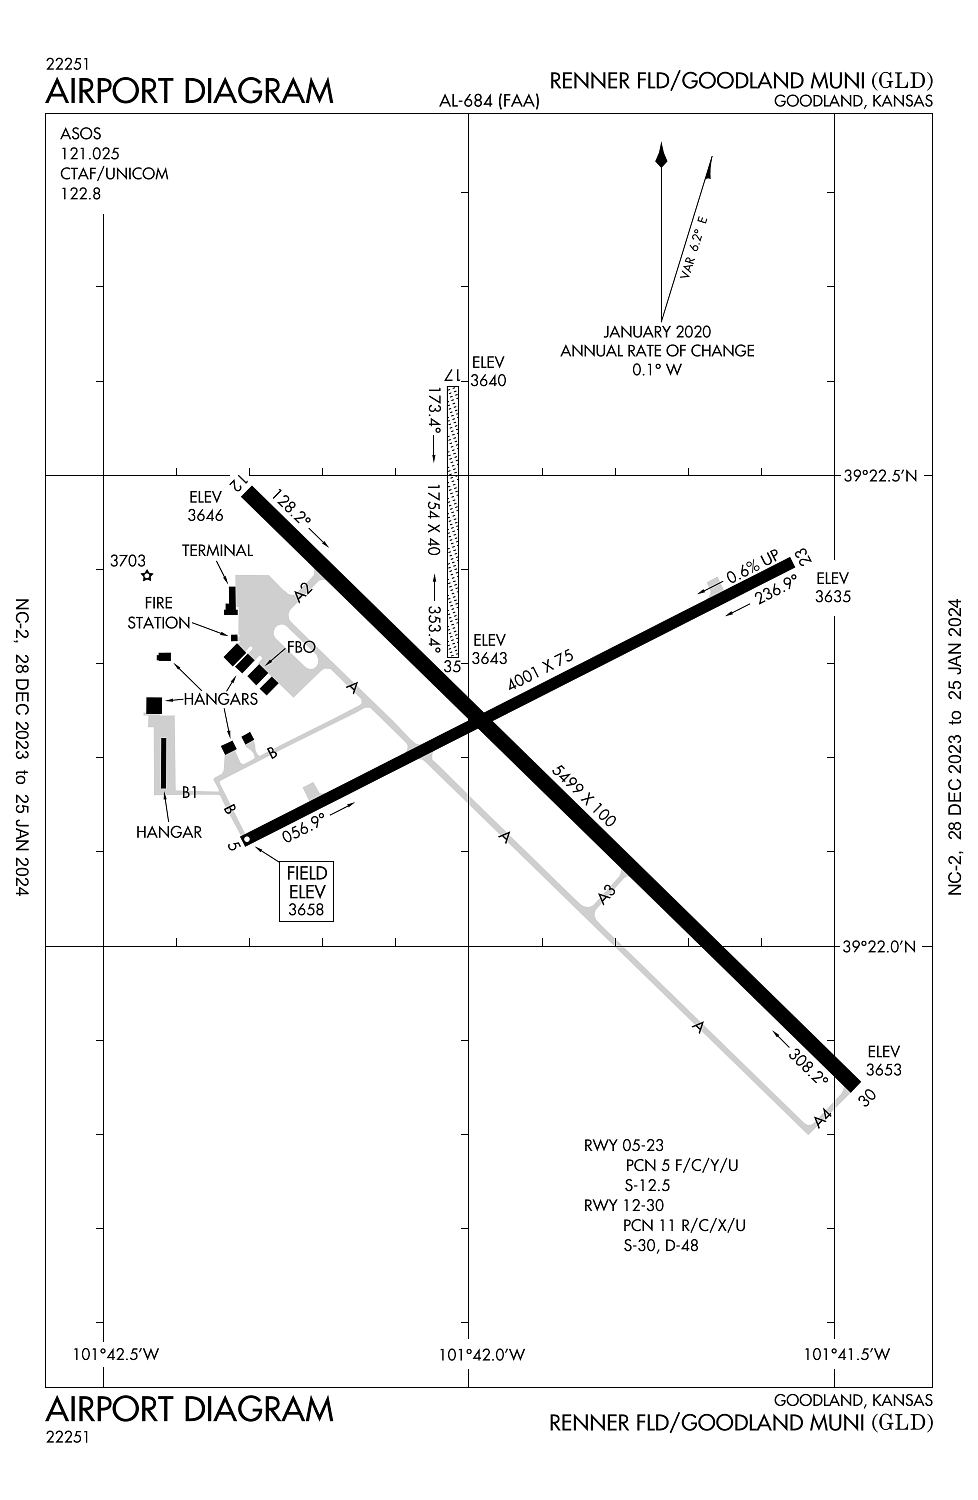 22251
AIRPORT DIAGRAM
AL-684 (FAA)
RENNER FLD/GOODLAND MUNI (GLD)
GOODLAND, KANSAS
ASOS
121.025
CTAF/UNICOM
122.8
VAR 6.2° E
JANUARY 2020
ANNUAL RATE OF CHANGE
0.1° W
ELEV
3640
17
173.4°
1754 X 40
353.4°
35
ELEV
3643
39°22.5'N
12
ELEV
3646
128.2°
TERMINAL
3703
FIRE
STATION
A2
FBO
HANGARS
A
B
B1
B
HANGAR
0.6% UP
23
236.9°
ELEV
3635
4001 X 75
5499 X 100
056.9°
5
FIELD
ELEV
3658
A
A3
39°22.0'N
A
308.2°
ELEV
3653
30
A4
RWY 05-23
PCN 5 F/C/Y/U
S-12.5
RWY 12-30
PCN 11 R/C/X/U
S-30, D-48
101°42.5'W
101°42.0'W
101°41.5'W
NC-2, 28 DEC 2023 to 25 JAN 2024
NC-2, 28 DEC 2023 to 25 JAN 2024
AIRPORT DIAGRAM
22251
GOODLAND, KANSAS
RENNER FLD/GOODLAND MUNI (GLD)